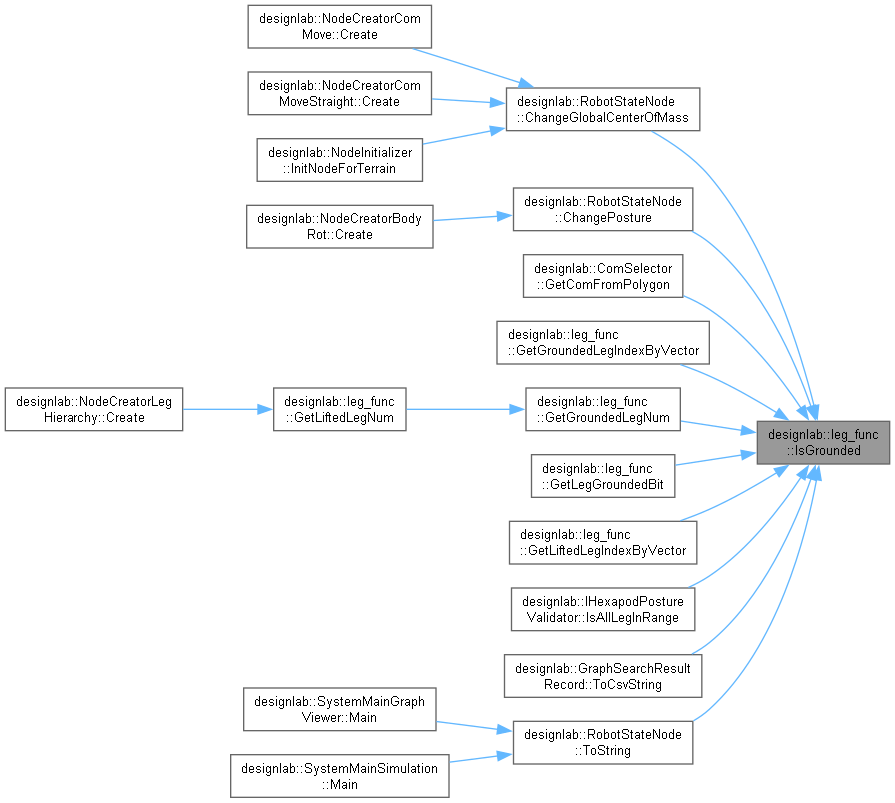 designlab::NodeCreatorCom
Move::Create
designlab::NodeCreatorCom
MoveStraight::Create
designlab::RobotStateNode
::ChangeGlobalCenterOfMass
designlab::NodeInitializer
::InitNodeForTerrain
designlab::NodeCreatorBody
Rot::Create
designlab::RobotStateNode
::ChangePosture
designlab::ComSelector
::GetComFromPolygon
designlab::leg_func
::GetGroundedLegIndexByVector
designlab::NodeCreatorLeg
Hierarchy::Create
designlab::leg_func
::GetLiftedLegNum
designlab::leg_func
::GetGroundedLegNum
designlab::leg_func
::IsGrounded
designlab::leg_func
::GetLegGroundedBit
designlab::leg_func
::GetLiftedLegIndexByVector
designlab::IHexapodPosture
Validator::IsAllLegInRange
designlab::GraphSearchResult
Record::ToCsvString
designlab::SystemMainGraph
Viewer::Main
designlab::RobotStateNode
::ToString
designlab::SystemMainSimulation
::Main